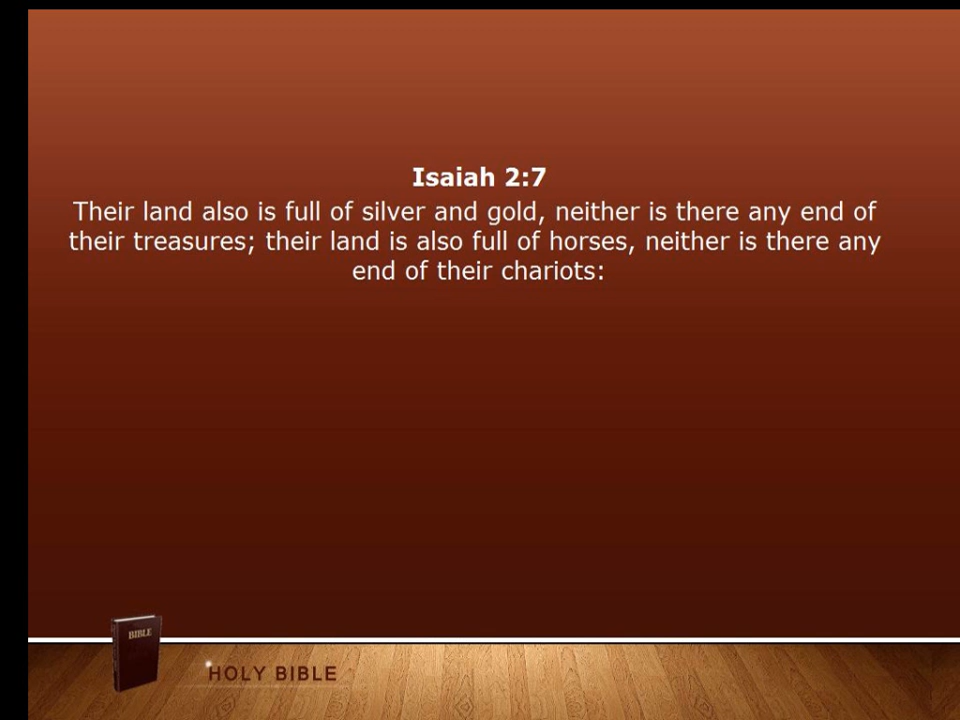 Isaiah 2:7
Their land also is full of silver and gold, neither is there any end of
their treasures; their land is also full of horses, neither is there any
end of their chariots:
BIBLE
HOLY BIBLE